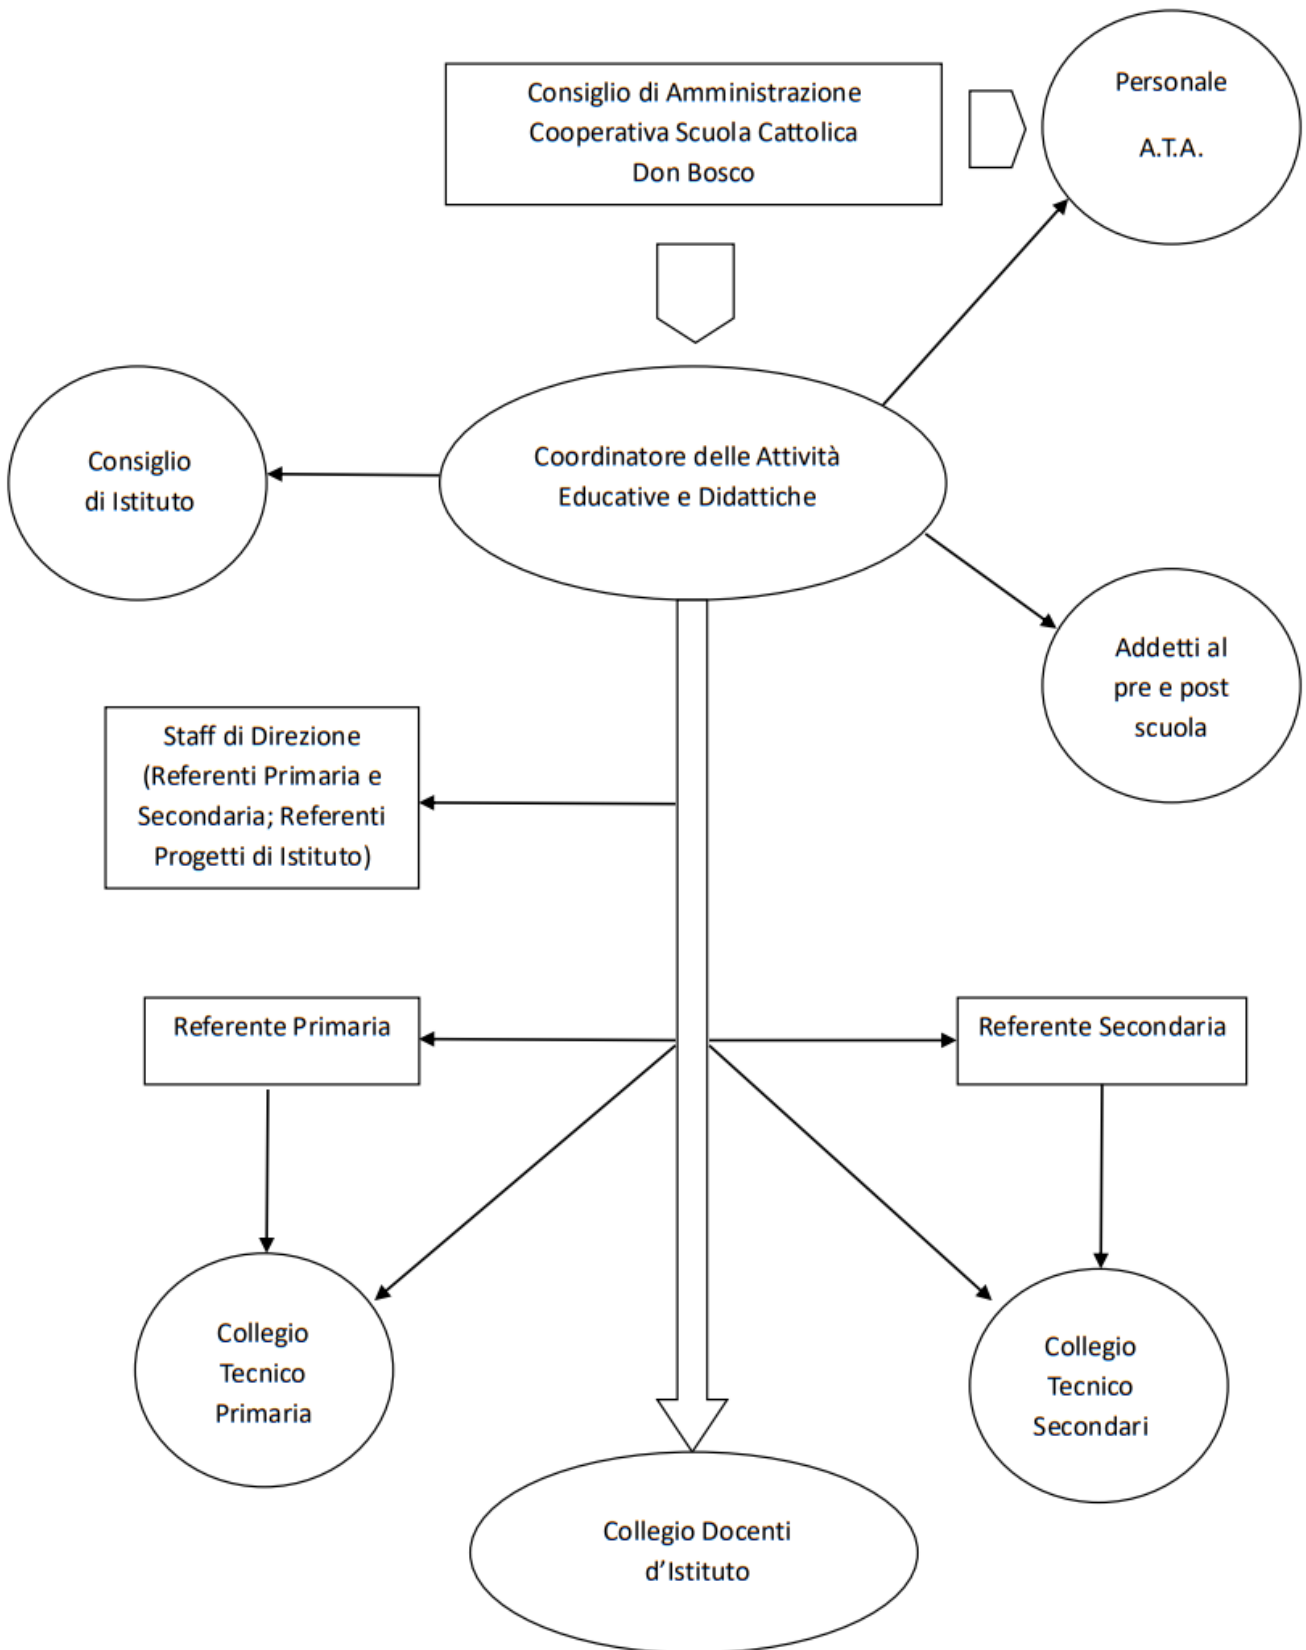 Consiglio di Amministrazione
Cooperativa Scuola Cattolica
Don Bosco
Personale
A.T.A.
Consiglio
di Istituto
Coordinatore delle Attività
Educative e Didattiche
Addetti al
pre e post
scuola
Staff di Direzione
(Referenti Primaria e
Secondaria; Referenti
Progetti di Istituto)
Referente Primaria
Referente Secondaria
Collegio
Tecnico
Primaria
Collegio
Tecnico
Secondari
Collegio Docenti
d’Istituto